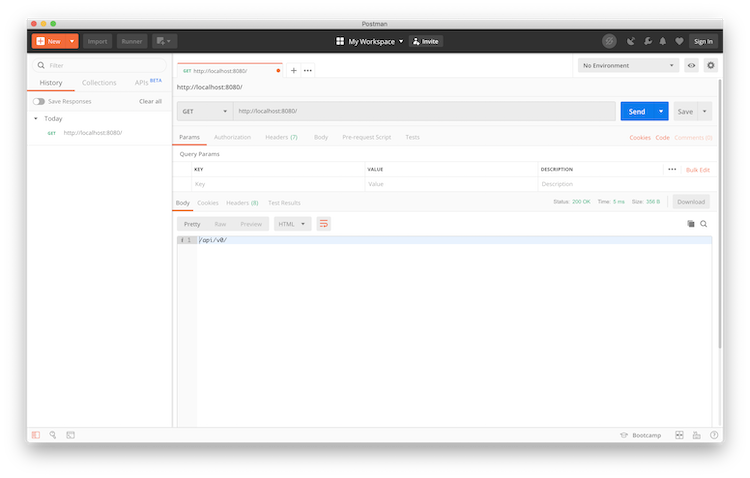 Postman
New Import Runner My Workspace Invite Sign In
Filter
History Collections APIs BETA
Save Responses Clear all
Today
GET http://localhost:8080/
GET http://localhost:8080/
No Environment
http://localhost:8080/
GET http://localhost:8080/ Send Save
Params Authorization Headers (7) Body Pre-request Script Tests Cookies Code Comments (0)
Query Params
KEY VALUE DESCRIPTION Bulk Edit
Key Value Description
Body Cookies Headers (8) Test Results Status: 200 OK Time: 5 ms Size: Download
Pretty Raw Preview HTML
1 /api/v0/
Bootcamp